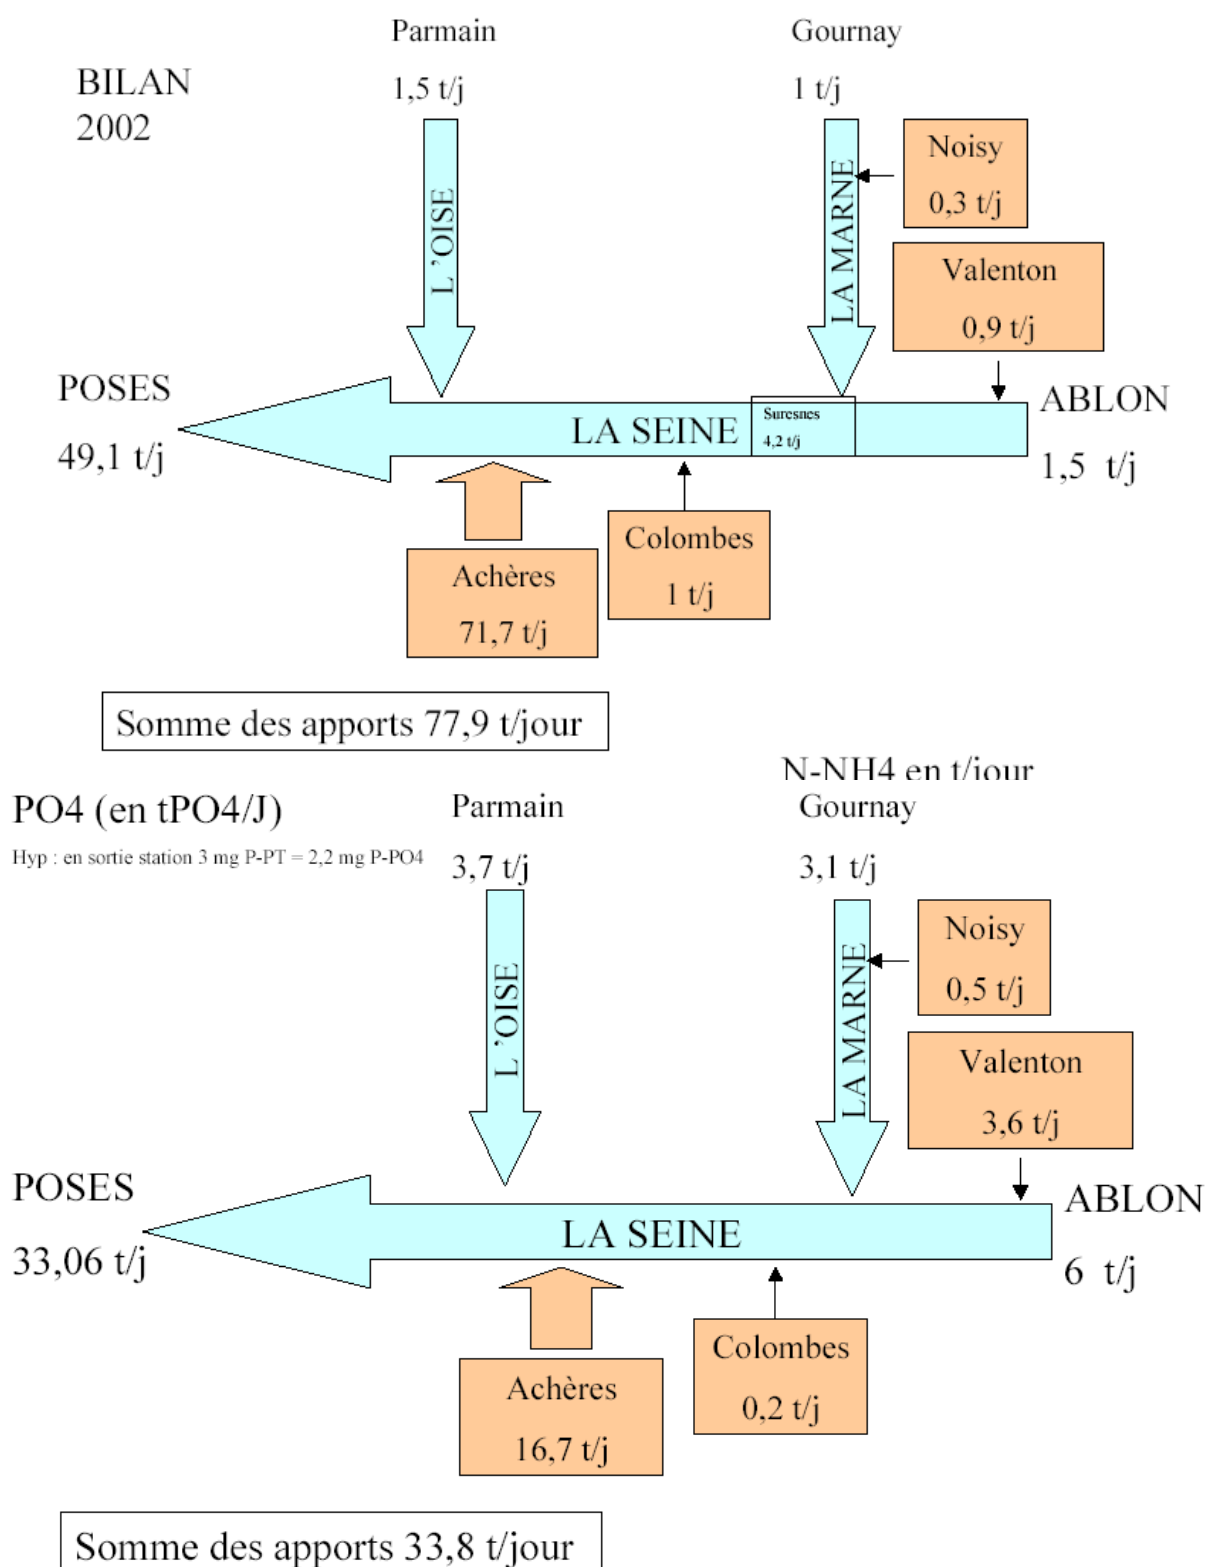 Parmain
Gournay
BILAN
2002
1,5 t/j
1 t/j
Noisy
0,3 t/j
L ’OISE
LA MARNE
Valenton
0,9 t/j
POSES
49,1 t/j
LA SEINE
Suresnes
4,2 t/j
ABLON
1,5 t/j
Colombes
1 t/j
Achères
71,7 t/j
Somme des apports 77,9 t/jour
N-NH4 en t/jour
PO4 (en tPO4/J)
Parmain
Gournay
Hyp : en sortie station 3 mg P-PT = 2,2 mg P-PO4
3,7 t/j
3,1 t/j
Noisy
0,5 t/j
L ’OISE
LA MARNE
Valenton
3,6 t/j
POSES
33,06 t/j
LA SEINE
ABLON
6 t/j
Colombes
0,2 t/j
Achères
16,7 t/j
Somme des apports 33,8 t/jour